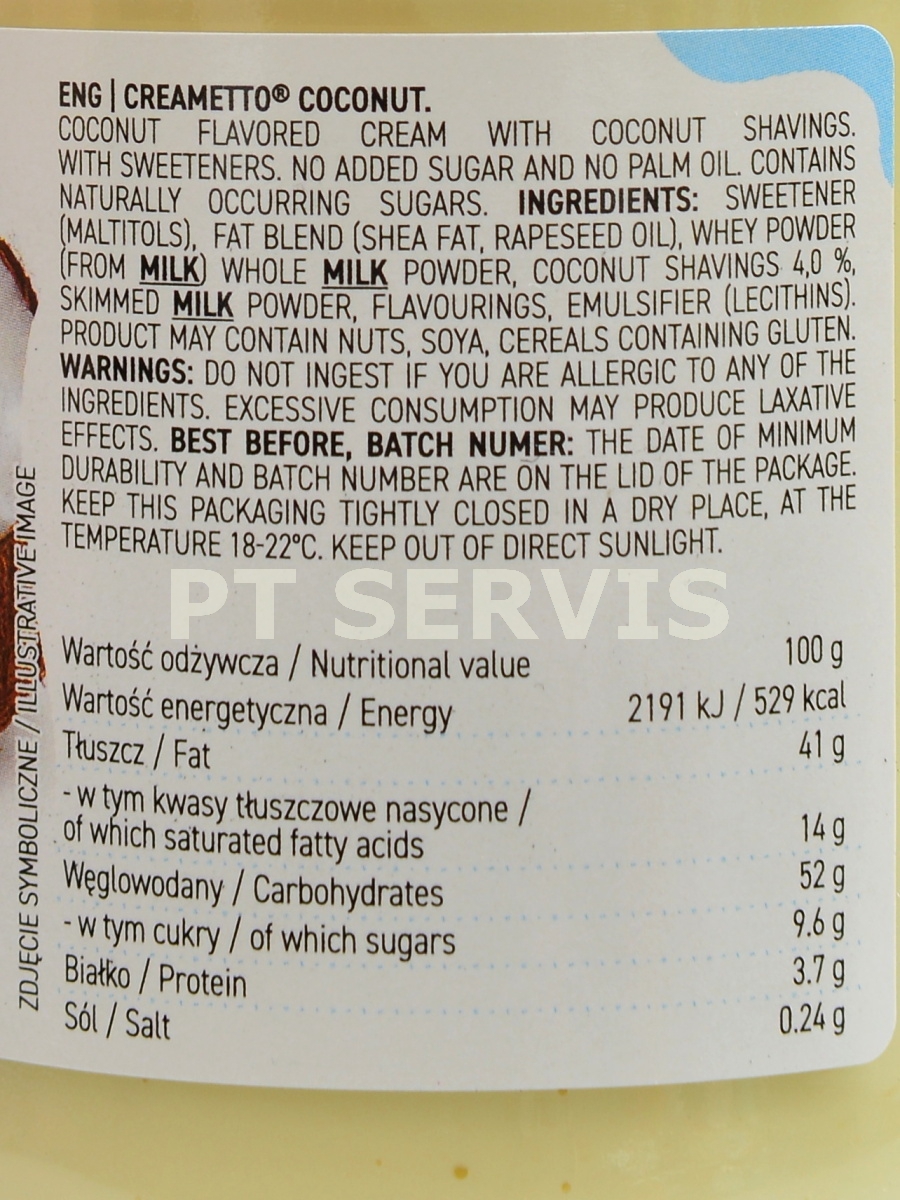 ENG | CREAMETTO® COCONUT.
COCONUT FLAVORED CREAM WITH COCONUT SHAVINGS.
WITH SWEETENERS. NO ADDED SUGAR AND NO PALM OIL. CONTAINS
NATURALLY OCCURRING SUGARS. INGREDIENTS: SWEETENER
(MALTITOLS), FAT BLEND (SHEA FAT, RAPESEED OIL), WHEY POWDER
(FROM MILK) WHOLE MILK POWDER, COCONUT SHAVINGS 4,0 %,
SKIMMED MILK POWDER, FLAVOURINGS, EMULSIFIER (LECITHINS).
PRODUCT MAY CONTAIN NUTS, SOYA, CEREALS CONTAINING GLUTEN.
WARNINGS: DO NOT INGEST IF YOU ARE ALLERGIC TO ANY OF THE
INGREDIENTS. EXCESSIVE CONSUMPTION MAY PRODUCE LAXATIVE
EFFECTS. BEST BEFORE, BATCH NUMER: THE DATE OF MINIMUM
DURABILITY AND BATCH NUMBER ARE ON THE LID OF THE PACKAGE.
KEEP THIS PACKAGING TIGHTLY CLOSED IN A DRY PLACE, AT THE
TEMPERATURE 18-22°C. KEEP OUT OF DIRECT SUNLIGHT.
PT SERVIS
Wartość odżywcza / Nutritional value 100 g
Wartość energetyczna / Energy 2191 kJ / 529 kcal
Tłuszcz / Fat 41 g
- w tym kwasy tłuszczowe nasycone /
of which saturated fatty acids 14 g
Węglowodany / Carbohydrates 52 g
- w tym cukry / of which sugars 9.6 g
Białko / Protein 3.7 g
Sól / Salt 0.24 g
ZDJĘCIE SYMBOLICZNE / ILLUSTRATIVE IMAGE